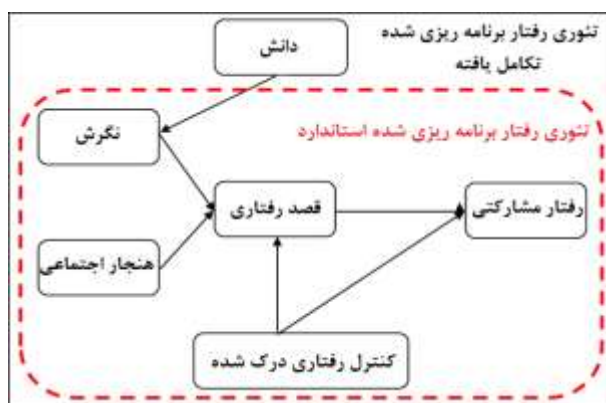 تئوری رفتار برنامه ریزی شده
تکامل یافته
دانش
تئوری رفتار برنامه ریزی شده استاندارد
نگرش
قصد رفتاری
رفتار مشارکتی
هنجار اجتماعی
کنترل رفتاری درک شده